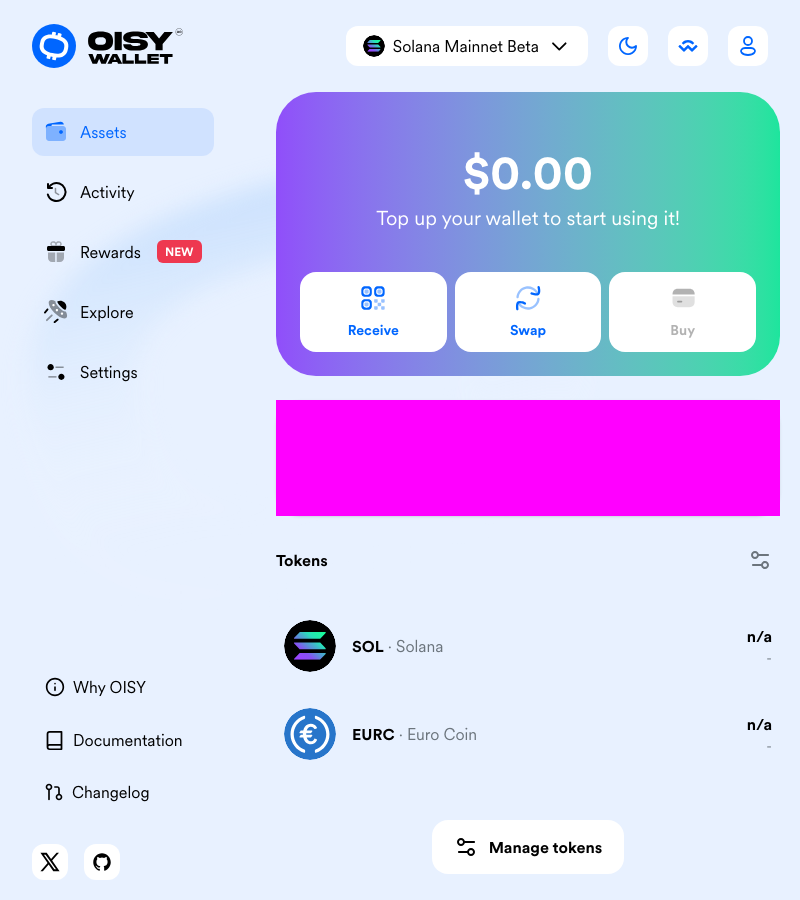 OISY
WALLET
Solana Mainnet Beta
Assets
Activity
Rewards NEW
Explore
Settings
$0.00
Top up your wallet to start using it!
Receive
Swap
Buy
Tokens
SOL · Solana
n/a
-
EURC · Euro Coin
n/a
-
Manage tokens
Why OISY
Documentation
Changelog